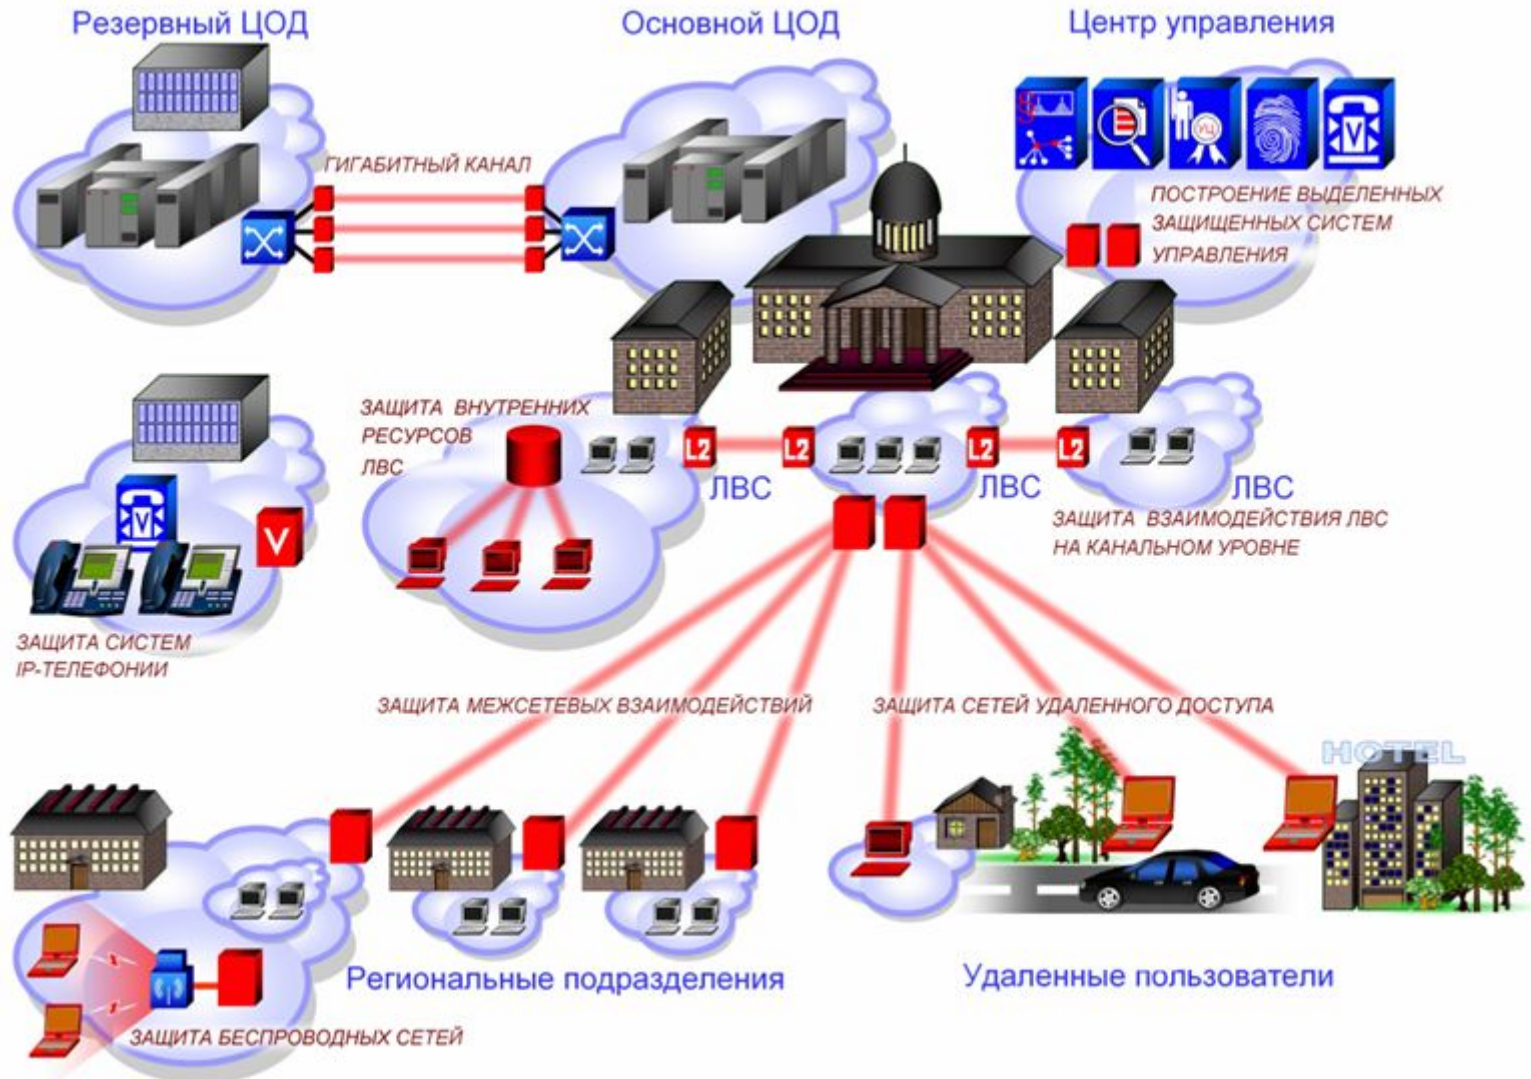 Резервный ЦОД
Основной ЦОД
Центр управления
ГИГАБИТНЫЙ КАНАЛ
УЦ
V
ПОСТРОЕНИЕ ВЫДЕЛЕННЫХ
ЗАЩИЩЕННЫХ СИСТЕМ
УПРАВЛЕНИЯ
ЗАЩИТА ВНУТРЕННИХ
РЕСУРСОВ
ЛВС
L2
L2
L2
L2
ЛВС
ЛВС
ЛВС
ЗАЩИТА ВЗАИМОДЕЙСТВИЯ ЛВС
НА КАНАЛЬНОМ УРОВНЕ
V
V
ЗАЩИТА СИСТЕМ
IP-ТЕЛЕФОНИИ
ЗАЩИТА МЕЖСЕТЕВЫХ ВЗАИМОДЕЙСТВИЙ
ЗАЩИТА СЕТЕЙ УДАЛЕННОГО ДОСТУПА
HOTEL
Региональные подразделения
Удаленные пользователи
ЗАЩИТА БЕСПРОВОДНЫХ СЕТЕЙ